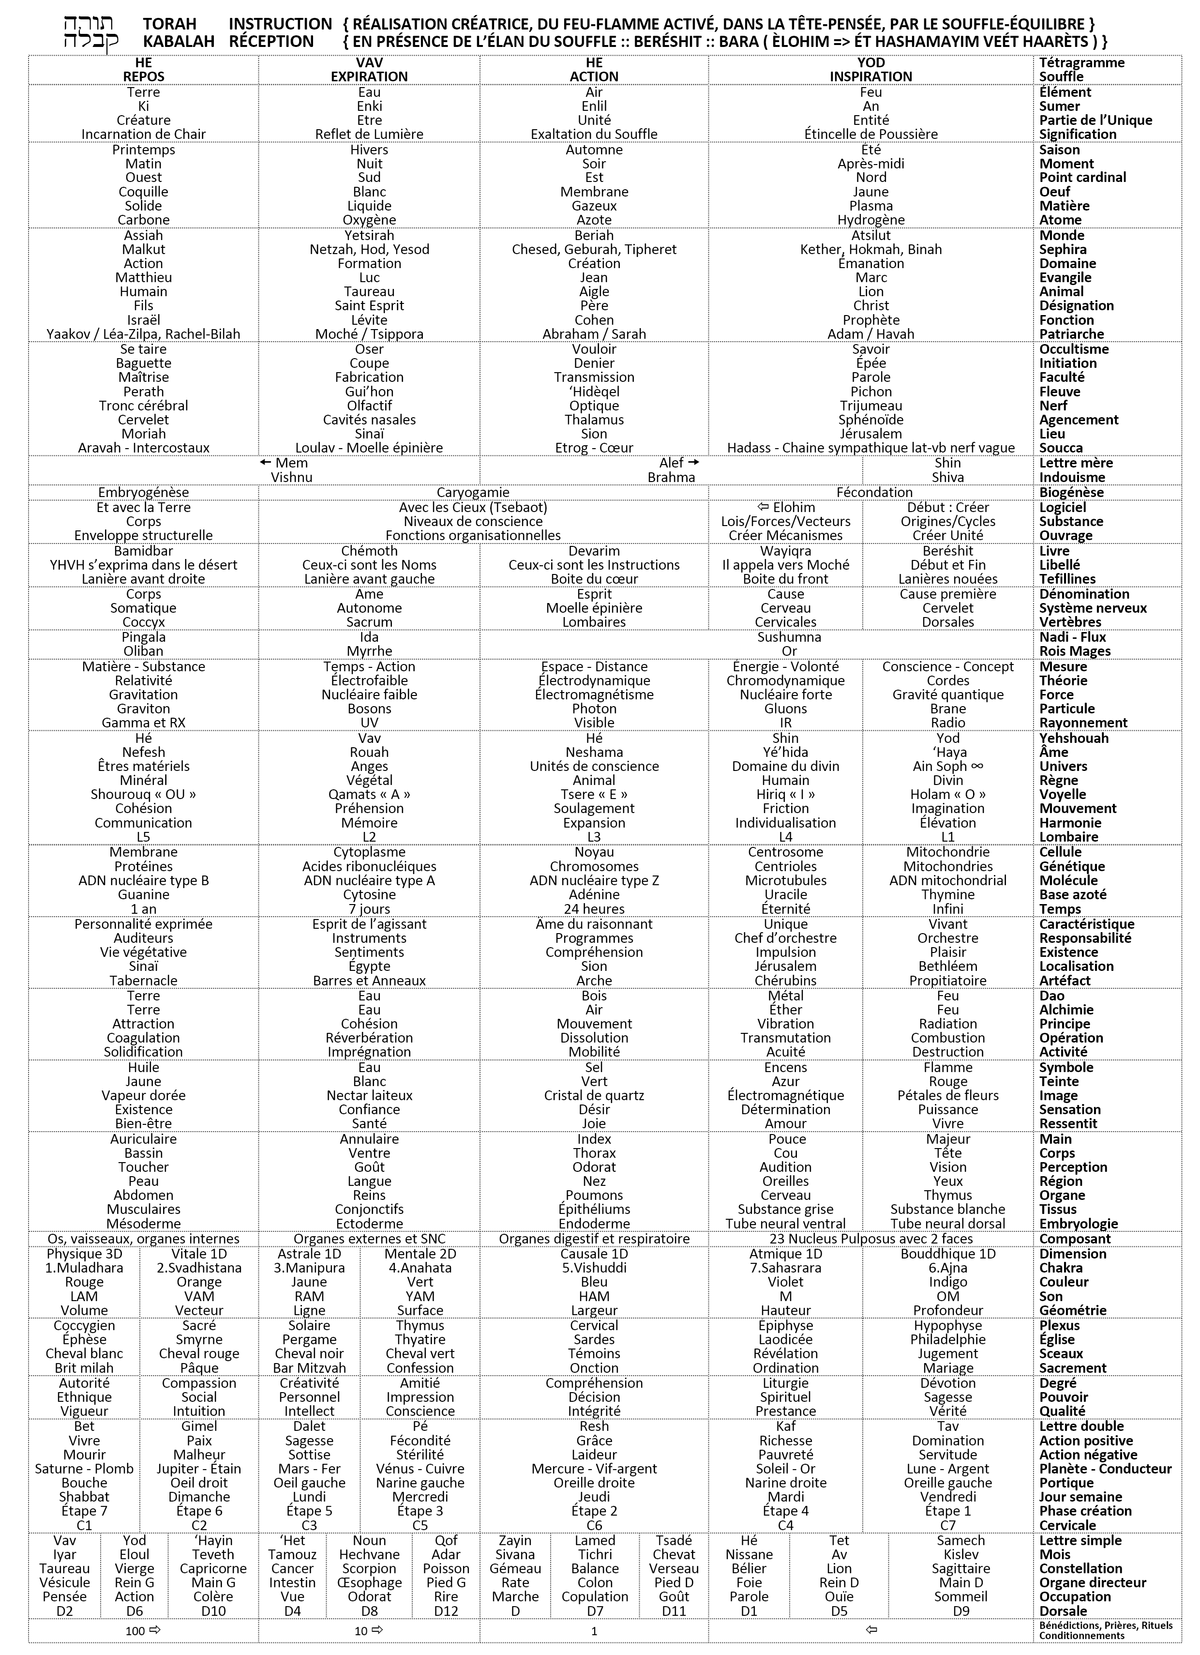 תורה TORAH INSTRUCTION { RÉALISATION CRÉATRICE, DU FEU-FLAMME ACTIVÉ, DANS LA TÊTE-PENSÉE, PAR LE SOUFFLE-ÉQUILIBRE }
קבלה KABALAH RÉCEPTION { EN PRÉSENCE DE L’ÉLAN DU SOUFFLE :: BERÉSHIT :: BARA ( ÈLOHIM => ÉT HASHAMAYIM VEÉT HAARÈTS ) }
HE VAV HE YOD Tétragramme
REPOS EXPIRATION ACTION INSPIRATION Souffle
Terre Eau Air Feu Élément
Ki Enki Enlil An Sumer
Créature Etre Unité Entité Partie de l’Unique
Incarnation de Chair Reflet de Lumière Exaltation du Souffle Étincelle de Poussière Signification
Printemps Hivers Automne Été Saison
Matin Nuit Soir Après-midi Moment
Ouest Sud Est Nord Point cardinal
Coquille Blanc Membrane Jaune Oeuf
Solide Liquide Gazeux Plasma Matière
Carbone Oxygène Azote Hydrogène Atome
Assiah Yetsirah Beriah Atsilut Monde
Malkut Netzah, Hod, Yesod Chesed, Geburah, Tipheret Kether, Hokmah, Binah Sephira
Action Formation Création Émanation Domaine
Matthieu Luc Jean Marc Evangile
Humain Taureau Aigle Lion Animal
Fils Saint Esprit Père Christ Désignation
Israël Lévite Cohen Prophète Fonction
Yaakov / Léa-Zilpa, Rachel-Bilah Moché / Tsippora Abraham / Sarah Adam / Havah Patriarche
Se taire Oser Vouloir Savoir Occultisme
Baguette Coupe Denier Épée Initiation
Maîtrise Fabrication Transmission Parole Faculté
Perath Gui’hon ‘Hidèqel Pichon Fleuve
Tronc cérébral Olfactif Optique Trijumeau Nerf
Cervelet Cavités nasales Thalamus Sphénoïde Agencement
Moriah Sinaï Sion Jérusalem Lieu
Aravah - Intercostaux Loulav - Moelle épinière Etrog - Cœur Hadass - Chaine sympathique lat-vb nerf vague Soucca
← Mem Alef → Shin Lettre mère
Vishnu Brahma Shiva Indouisme
Embryogénèse Caryogamie Fécondation Biogénèse
Et avec la Terre Avec les Cieux (Tsebaot) ⇦ Elohim Début : Créer Logiciel
Corps Niveaux de conscience Lois/Forces/Vecteurs Origines/Cycles Substance
Enveloppe structurelle Fonctions organisationnelles Créer Mécanismes Créer Unité Ouvrage
Bamidbar Chémoth Devarim Wayiqra Beréshit Livre
YHVH s’exprima dans le désert Ceux-ci sont les Noms Ceux-ci sont les Instructions Il appela vers Moché Début et Fin Libellé
Lanière avant droite Lanière avant gauche Boite du cœur Boite du front Lanières nouées Tefillines
Corps Ame Esprit Cause Cause première Dénomination
Somatique Autonome Moelle épinière Cerveau Cervelet Système nerveux
Coccyx Sacrum Lombaires Cervicales Dorsales Vertèbres
Pingala Ida Sushumna Nadi - Flux
Oliban Myrrhe Or Rois Mages
Matière - Substance Temps - Action Espace - Distance Énergie - Volonté Conscience - Concept Mesure
Relativité Électrofaible Électrodynamique Chromodynamique Cordes Théorie
Gravitation Nucléaire faible Électromagnétisme Nucléaire forte Gravité quantique Force
Graviton Bosons Photon Gluons Brane Particule
Gamma et RX UV Visible IR Radio Rayonnement
Hé Vav Hé Shin Yod Yehshouah
Nefesh Rouah Neshama Yé’hida ‘Haya Âme
Êtres matériels Anges Unités de conscience Domaine du divin Ain Soph ∞ Univers
Minéral Végétal Animal Humain Divin Règne
Shourouq « OU » Qamats « A » Tsere « E » Hiriq « I » Holam « O » Voyelle
Cohésion Préhension Soulagement Friction Imagination Mouvement
Communication Mémoire Expansion Individualisation Élévation Harmonie
L5 L2 L3 L4 L1 Lombaire
Membrane Cytoplasme Noyau Centrosome Mitochondrie Cellule
Protéines Acides ribonucléiques Chromosomes Centrioles Mitochondries Génétique
ADN nucléaire type B ADN nucléaire type A ADN nucléaire type Z Microtubules ADN mitochondrial Molécule
Guanine Cytosine Adénine Uracile Thymine Base azoté
1 an 7 jours 24 heures Éternité Infini Temps
Personnalité exprimée Esprit de l’agissant Âme du raisonnant Unique Vivant Caractéristique
Auditeurs Instruments Programmes Chef d’orchestre Orchestre Responsabilité
Vie végétative Sentiments Compréhension Impulsion Plaisir Existence
Sinaï Égypte Sion Jérusalem Bethléem Localisation
Tabernacle Barres et Anneaux Arche Chérubins Propitiatoire Artéfact
Terre Eau Bois Métal Feu Dao
Terre Eau Air Éther Feu Alchimie
Attraction Cohésion Mouvement Vibration Radiation Principe
Coagulation Réverbération Dissolution Transmutation Combustion Opération
Solidification Imprégnation Mobilité Acuité Destruction Activité
Huile Eau Sel Encens Flamme Symbole
Jaune Blanc Vert Azur Rouge Teinte
Vapeur dorée Nectar laiteux Cristal de quartz Électromagnétique Pétales de fleurs Image
Existence Confiance Désir Détermination Puissance Sensation
Bien-être Santé Joie Amour Vivre Ressentit
Auriculaire Annulaire Index Pouce Majeur Main
Bassin Ventre Thorax Cou Tête Corps
Toucher Goût Odorat Audition Vision Perception
Peau Langue Nez Oreilles Yeux Région
Abdomen Reins Poumons Cerveau Thymus Organe
Musculaires Conjonctifs Épithéliums Substance grise Substance blanche Tissus
Mésoderme Ectoderme Endoderme Tube neural ventral Tube neural dorsal Embryologie
Os, vaisseaux, organes internes Organes externes et SNC Organes digestif et respiratoire 23 Nucleus Pulposus avec 2 faces Composant
Physique 3D Vitale 1D Astrale 1D Mentale 2D Causale 1D Atmique 1D Bouddhique 1D Dimension
1.Muladhara 2.Svadhistana 3.Manipura 4.Anahata 5.Vishuddi 7.Sahasrara 6.Ajna Chakra
Rouge Orange Jaune Vert Bleu Violet Indigo Couleur
LAM VAM RAM YAM HAM M OM Son
Volume Vecteur Ligne Surface Largeur Hauteur Profondeur Géométrie
Coccygien Sacré Solaire Thymus Cervical Epiphyse Hypophyse Plexus
Éphèse Smyrne Pergame Thyatire Sardes Laodicée Philadelphie Église
Cheval blanc Cheval rouge Cheval noir Cheval vert Témoins Révélation Jugement Sceaux
Brit milah Pâque Bar Mitzvah Confession Onction Ordination Mariage Sacrement
Autorité Compassion Créativité Amitié Compréhension Liturgie Dévotion Degré
Ethnique Social Personnel Impression Décision Spirituel Sagesse Pouvoir
Vigueur Intuition Intellect Conscience Intégrité Prestance Vérité Qualité
Bet Gimel Dalet Pé Resh Kaf Tav Lettre double
Vivre Paix Sagesse Fécondité Grâce Richesse Domination Action positive
Mourir Malheur Sottise Stérilité Laideur Pauvreté Servitude Action négative
Saturne - Plomb Jupiter - Étain Mars - Fer Vénus - Cuivre Mercure - Vif-argent Soleil - Or Lune - Argent Planète - Conducteur
Bouche Oeil droit Oeil gauche Narine gauche Oreille droite Narine droite Oreille gauche Portique
Shabbat Dimanche Lundi Mercredi Jeudi Mardi Vendredi Jour semaine
Étape 7 Étape 6 Étape 5 Étape 3 Étape 2 Étape 4 Étape 1 Phase création
C1 C2 C3 C5 C6 C4 C7 Cervicale
Vav Yod ‘Hayin ‘Het Noun Qof Zayin Lamed Tsadé Hé Tet Samech Lettre simple
Iyar Eloul Teveth Tamouz Hechvane Adar Sivana Tichri Chevat Nissane Av Kislev Mois
Taureau Vierge Capricorne Cancer Scorpion Poisson Gémeau Balance Verseau Bélier Lion Sagittaire Constellation
Vésicule Rein G Main G Intestin Œsophage Pied G Rate Colon Pied D Foie Rein D Main D Organe directeur
Pensée Action Colère Vue Odorat Rire Marche Copulation Goût Parole Ouïe Sommeil Occupation
D2 D6 D10 D4 D8 D12 D D7 D11 D1 D5 D9 Dorsale
100 ⇨ 10 ⇨ 1 ⇦ Bénédictions, Prières, Rituels
Conditionnements